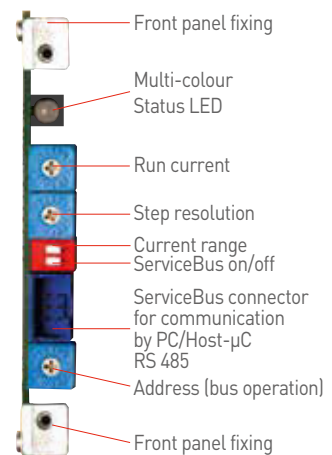 Front panel fixing
Multi-colour
Status LED
Run current
Step resolution
Current range
ServiceBus on/off
ServiceBus connector
for communication
by PC/Host-µC
RS 485
Address (bus operation)
Front panel fixing